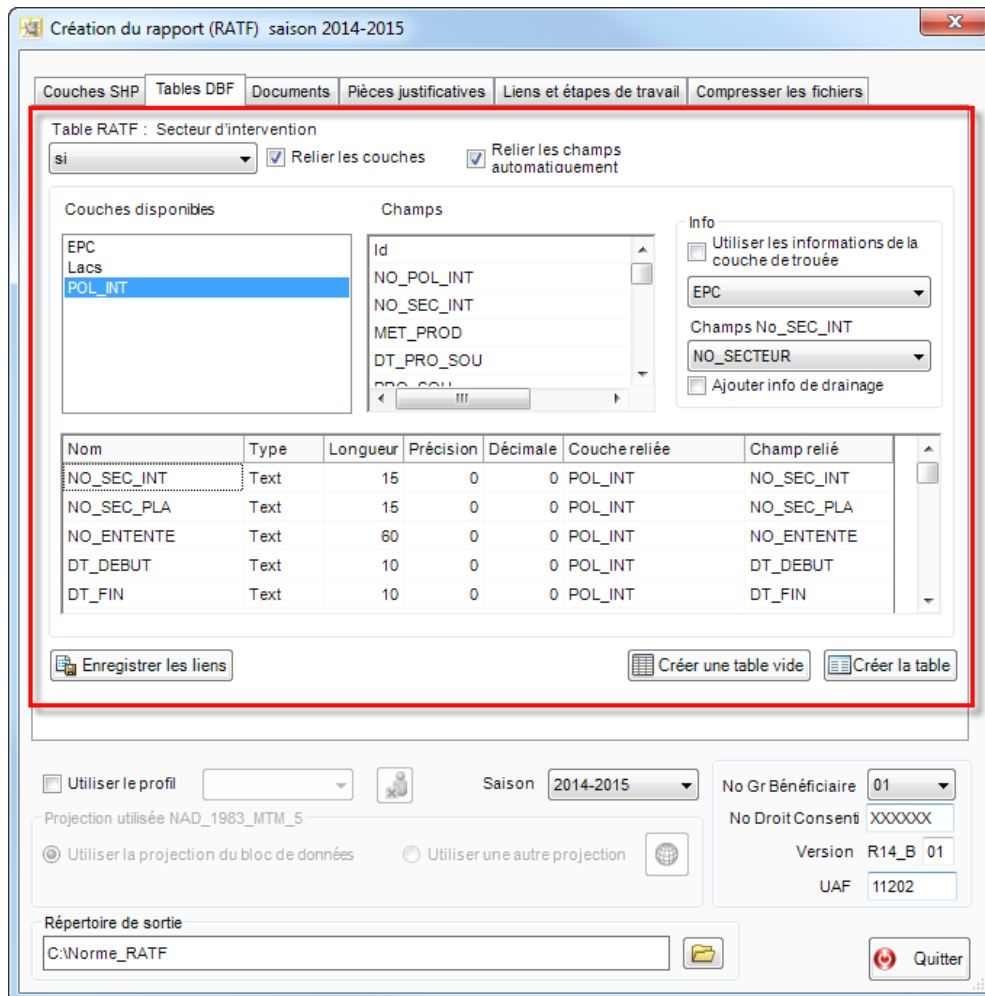 Création du rapport (RATF) saison 2014-2015
Couches SHP Tables DBF Documents Pièces justificatives Liens et étapes de travail Compresser les fichiers
Table RATF : Secteur d'intervention
si Relier les couches Relier les champs automatiquement
Couches disponibles
EPC
Lacs
POL_INT
Champs
Id
NO_POL_INT
NO_SEC_INT
MET_PROD
DT_PRO_SOU
PRO_SOU
Info
Utiliser les informations de la
couche de trouée
EPC
Champs No_SEC_INT
NO_SECTEUR
Ajouter info de drainage
Nom Type Longueur Précision Décimale Couche reliée Champ relié
NO_SEC_INT Text 15 0 0 POL_INT NO_SEC_INT
NO_SEC_PLA Text 15 0 0 POL_INT NO_SEC_PLA
NO_ENTENTE Text 60 0 0 POL_INT NO_ENTENTE
DT_DEBUT Text 10 0 0 POL_INT DT_DEBUT
DT_FIN Text 10 0 0 POL_INT DT_FIN
Enregistrer les liens Créer une table vide Créer la table
Utiliser le profil Saison 2014-2015
Projection utilisée NAD_1983_MTM_5
Utiliser la projection du bloc de données Utiliser une autre projection
No Gr Bénéficiaire 01
No Droit Consenti XXXXXX
Version R14_B 01
UAF 11202
Répertoire de sortie
C:\Norme_RATF
Quitter